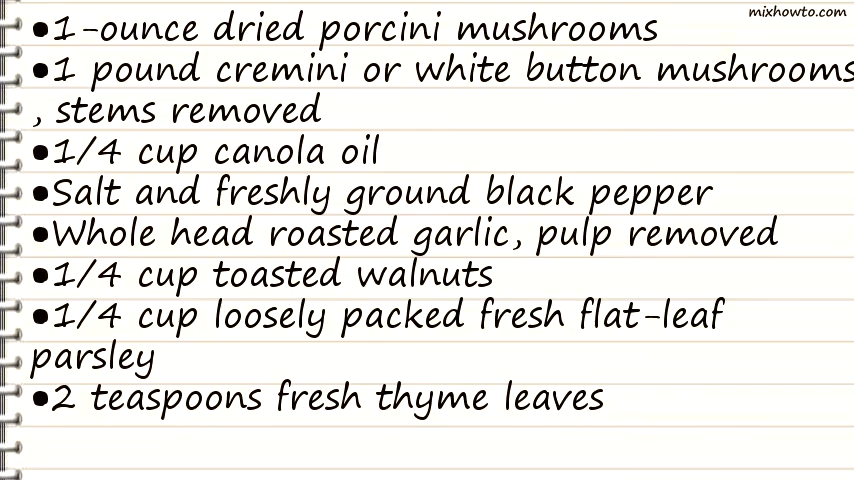 mixhowto.com
•1-ounce dried porcini mushrooms
•1 pound cremini or white button mushrooms
, stems removed
•1/4 cup canola oil
•Salt and freshly ground black pepper
•Whole head roasted garlic, pulp removed
•1/4 cup toasted walnuts
•1/4 cup loosely packed fresh flat-leaf
parsley
•2 teaspoons fresh thyme leaves